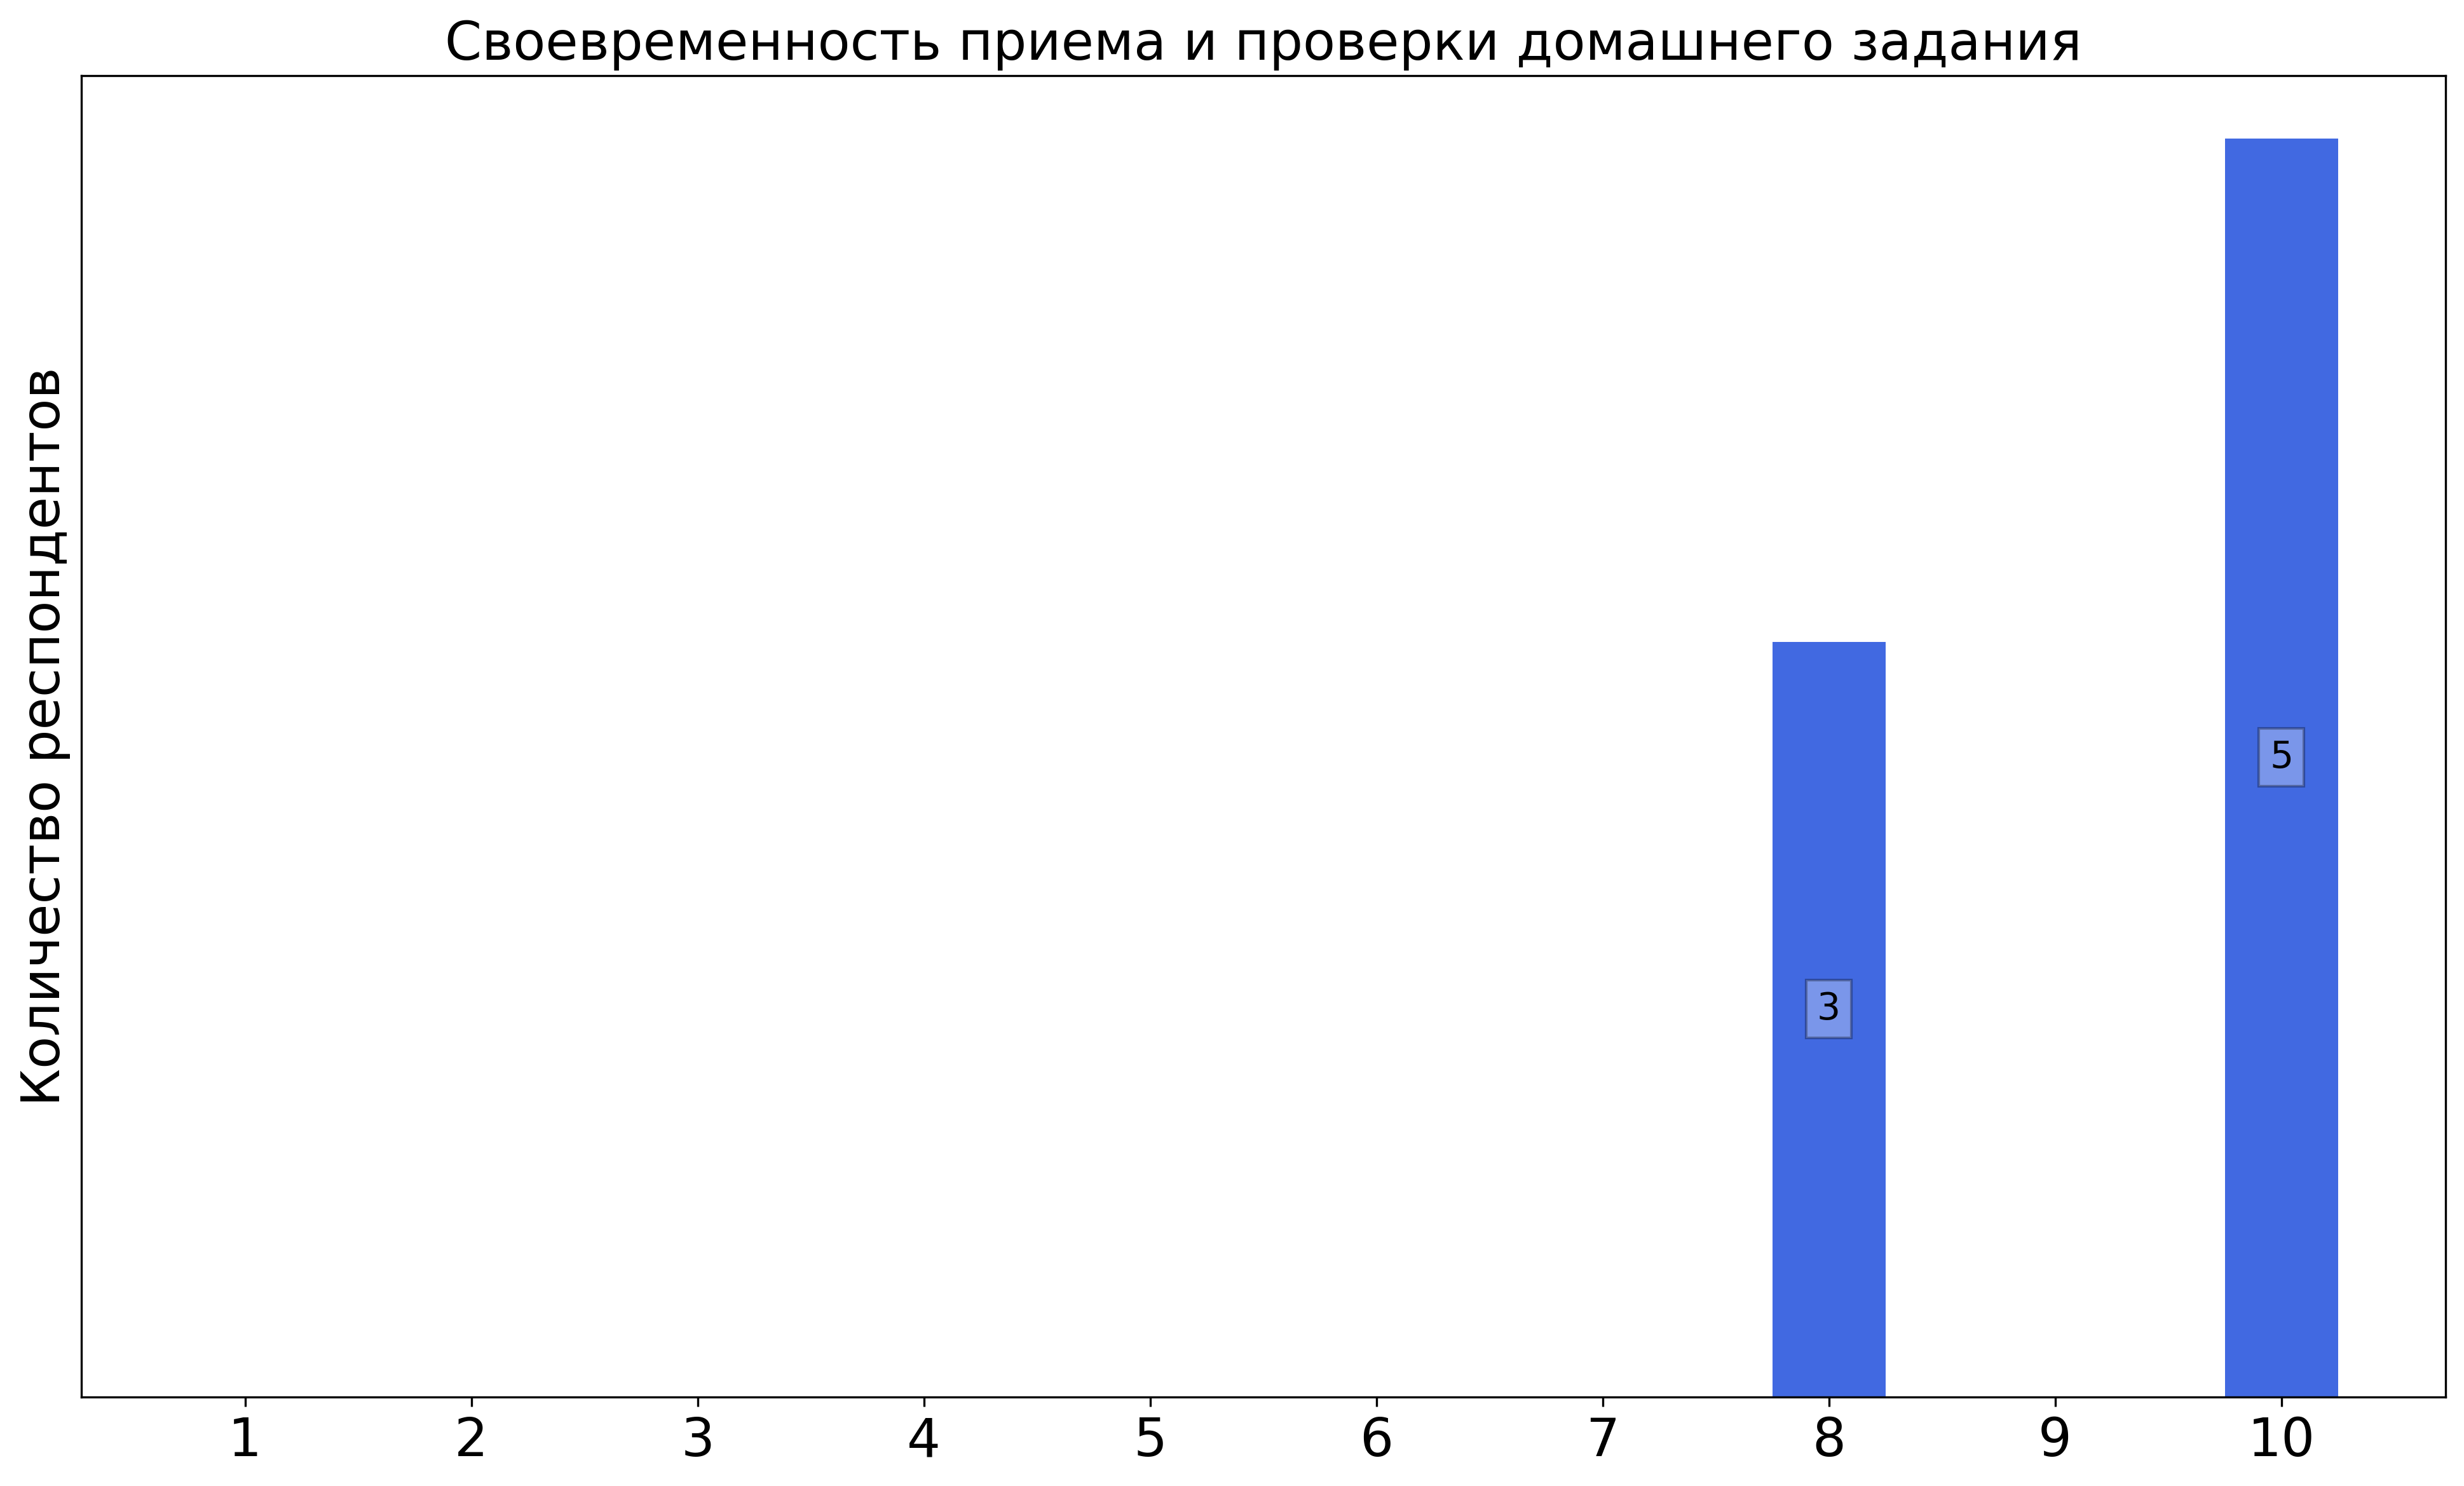 Своевременность приема и проверки домашнего задания
Количество респондентов
5
3
1 2 3 4 5 6 7 8 9 10